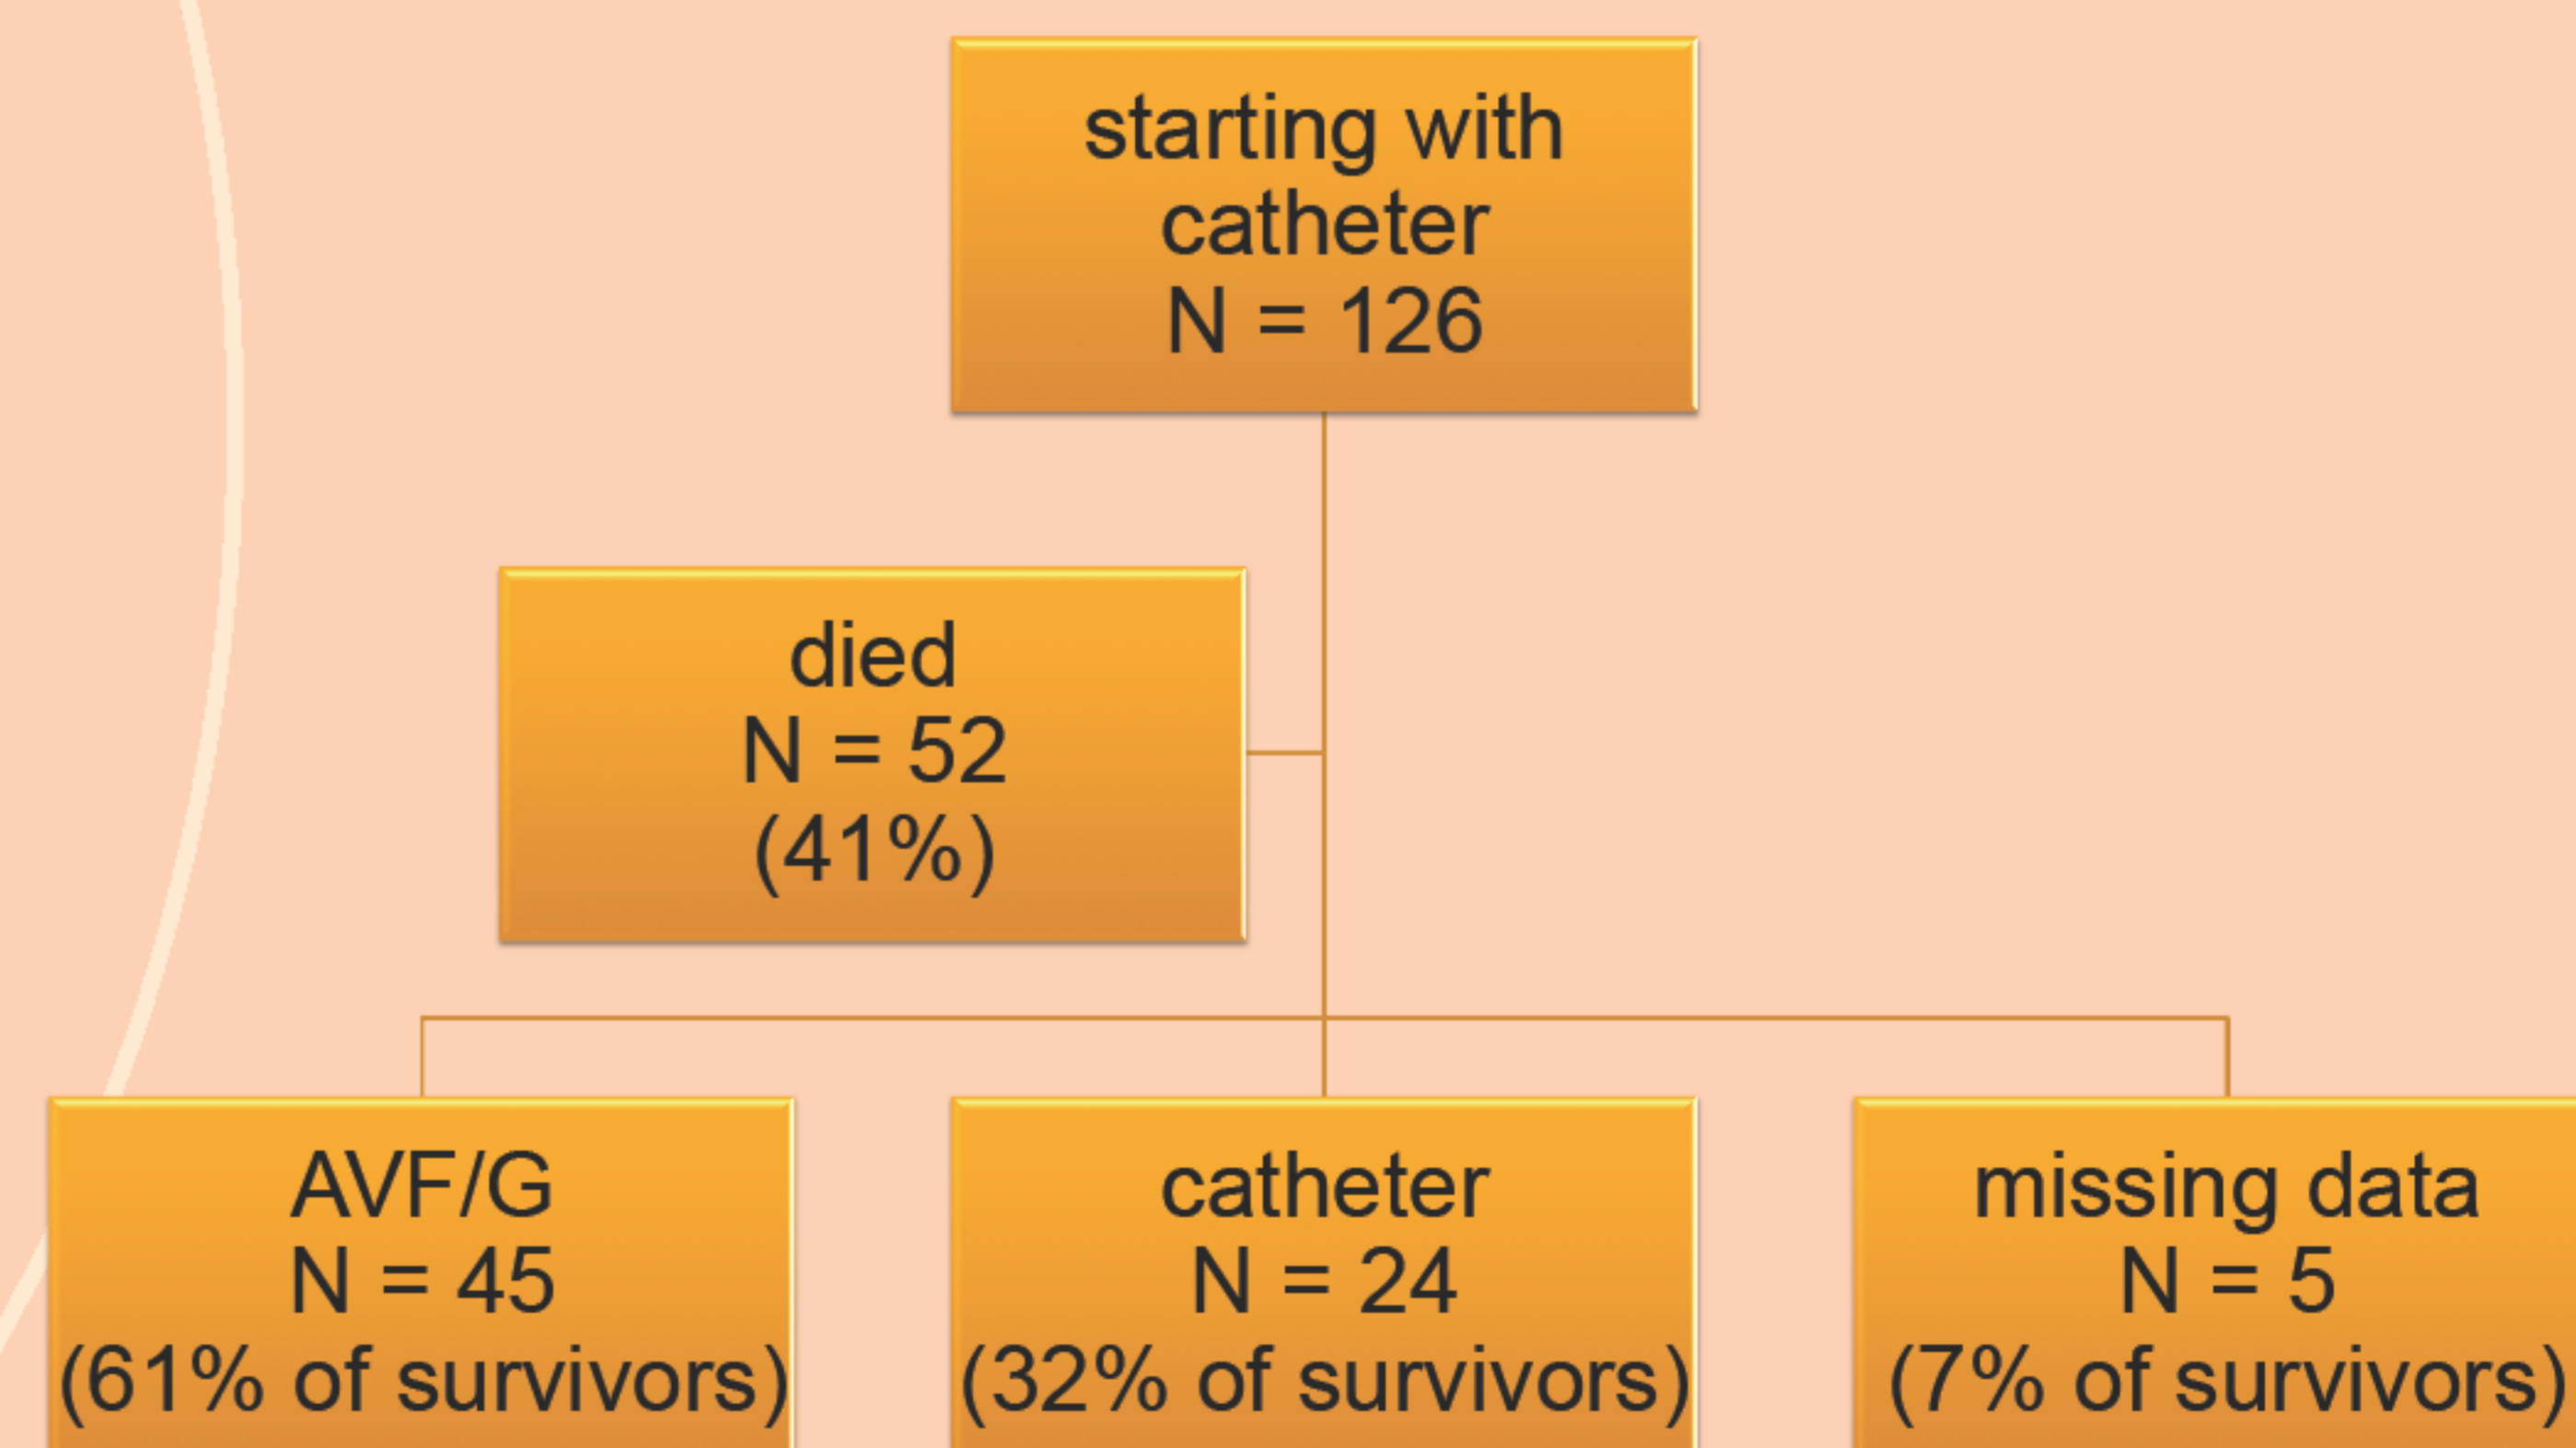 starting with
catheter
N = 126
died
N = 52
(41%)
AVF/G
N = 45
(61% of survivors)
catheter
N = 24
(32% of survivors)
missing data
N = 5
(7% of survivors)